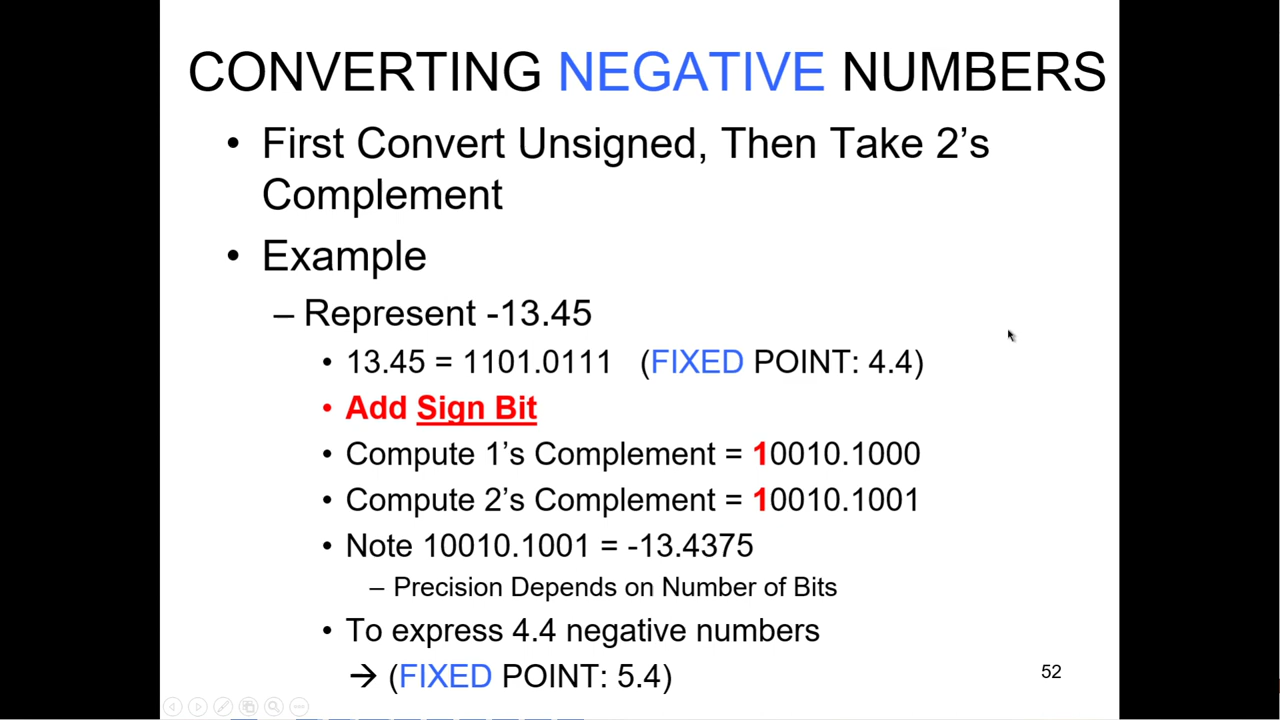 CONVERTING NEGATIVE NUMBERS
• First Convert Unsigned, Then Take 2’s
Complement
• Example
– Represent -13.45
• 13.45 = 1101.0111 (FIXED POINT: 4.4)
• Add Sign Bit
• Compute 1’s Complement = 10010.1000
• Compute 2’s Complement = 10010.1001
• Note 10010.1001 = -13.4375
– Precision Depends on Number of Bits
• To express 4.4 negative numbers
→ (FIXED POINT: 5.4)
52